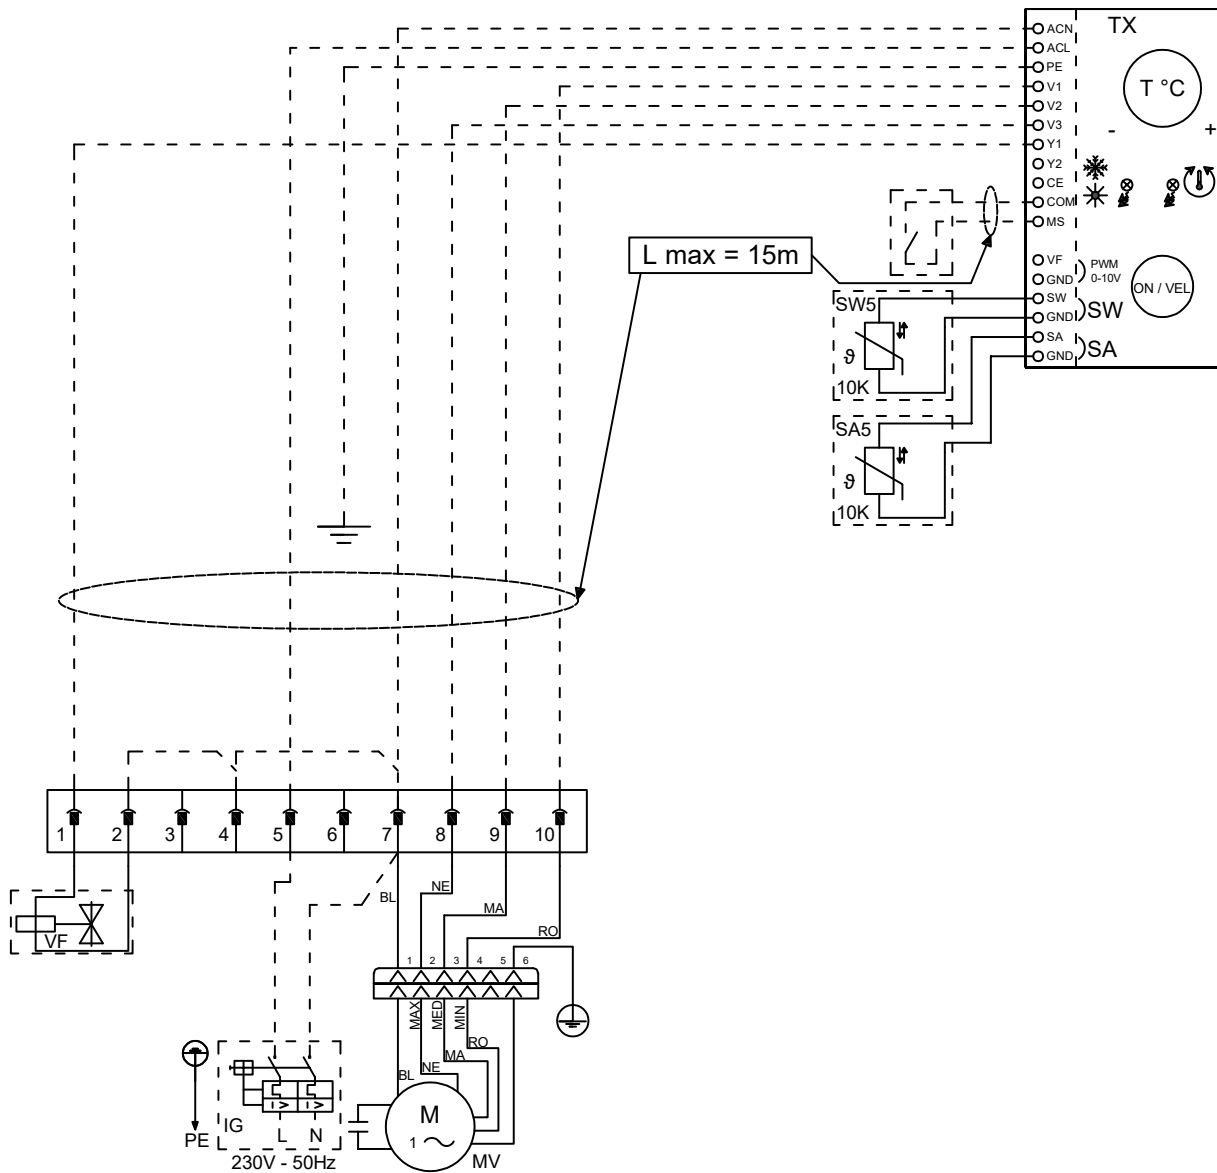 TX
ACN
ACL
PE
V1
V2
V3
Y1
Y2
CE
COM
MS
VF
GND
SW
GND
SA
GND
T °C
- +
PWM
0-10V
ON / VEL
SW
SA
L max = 15m
SW5
ϑ
10K
SA5
ϑ
10K
1 2 3 4 5 6 7 8 9 10
VF
BL NE MA RO
1 2 3 4 5 6
MAX MED MIN
RO
MA
NE
BL
PE
IG
L N
230V - 50Hz
M
1
MV